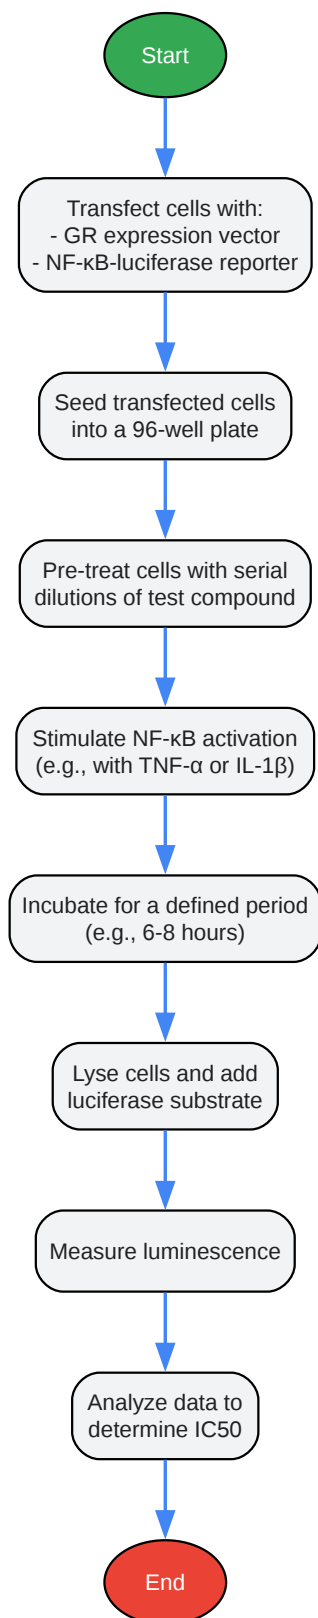 Start
Transfect cells with:
- GR expression vector
- NF-κB-luciferase reporter
Seed transfected cells
into a 96-well plate
Pre-treat cells with serial
dilutions of test compound
Stimulate NF-κB activation
(e.g., with TNF-α or IL-1β)
Incubate for a defined period
(e.g., 6-8 hours)
Lyse cells and add
luciferase substrate
Measure luminescence
Analyze data to
determine IC50
End